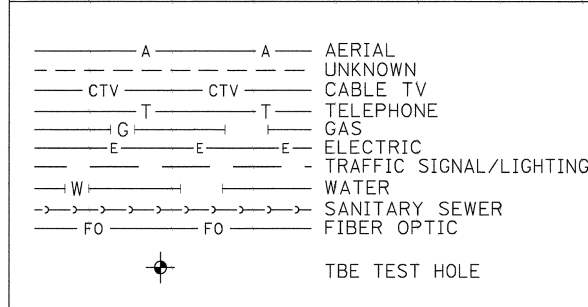 A A AERIAL
UNKNOWN
CTV CTV CABLE TV
T T TELEPHONE
G GAS
E E E ELECTRIC
TRAFFIC SIGNAL/LIGHTING
W WATER
SANITARY SEWER
FO FO FIBER OPTIC
TBE TEST HOLE